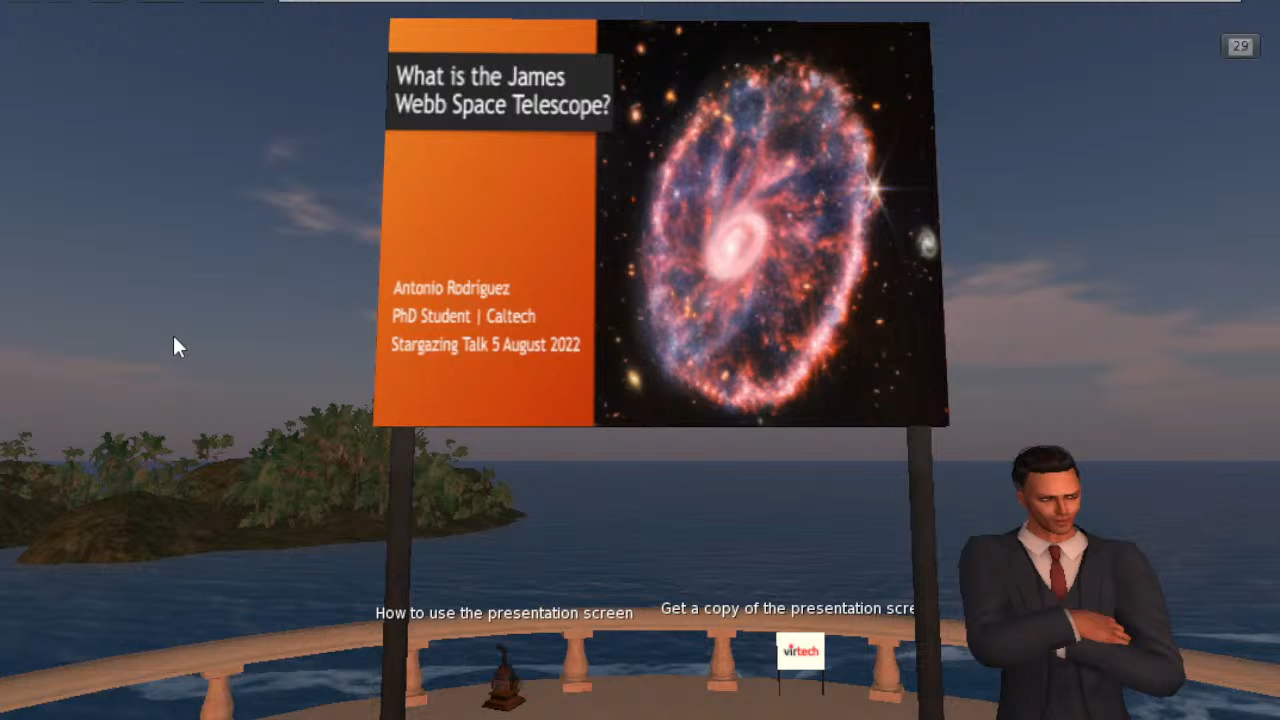 29
What is the James
Webb Space Telescope?
Antonio Rodriguez
PhD Student | Caltech
Stargazing Talk 5 August 2022
How to use the presentation screen
Get a copy of the presentation scre
virtech